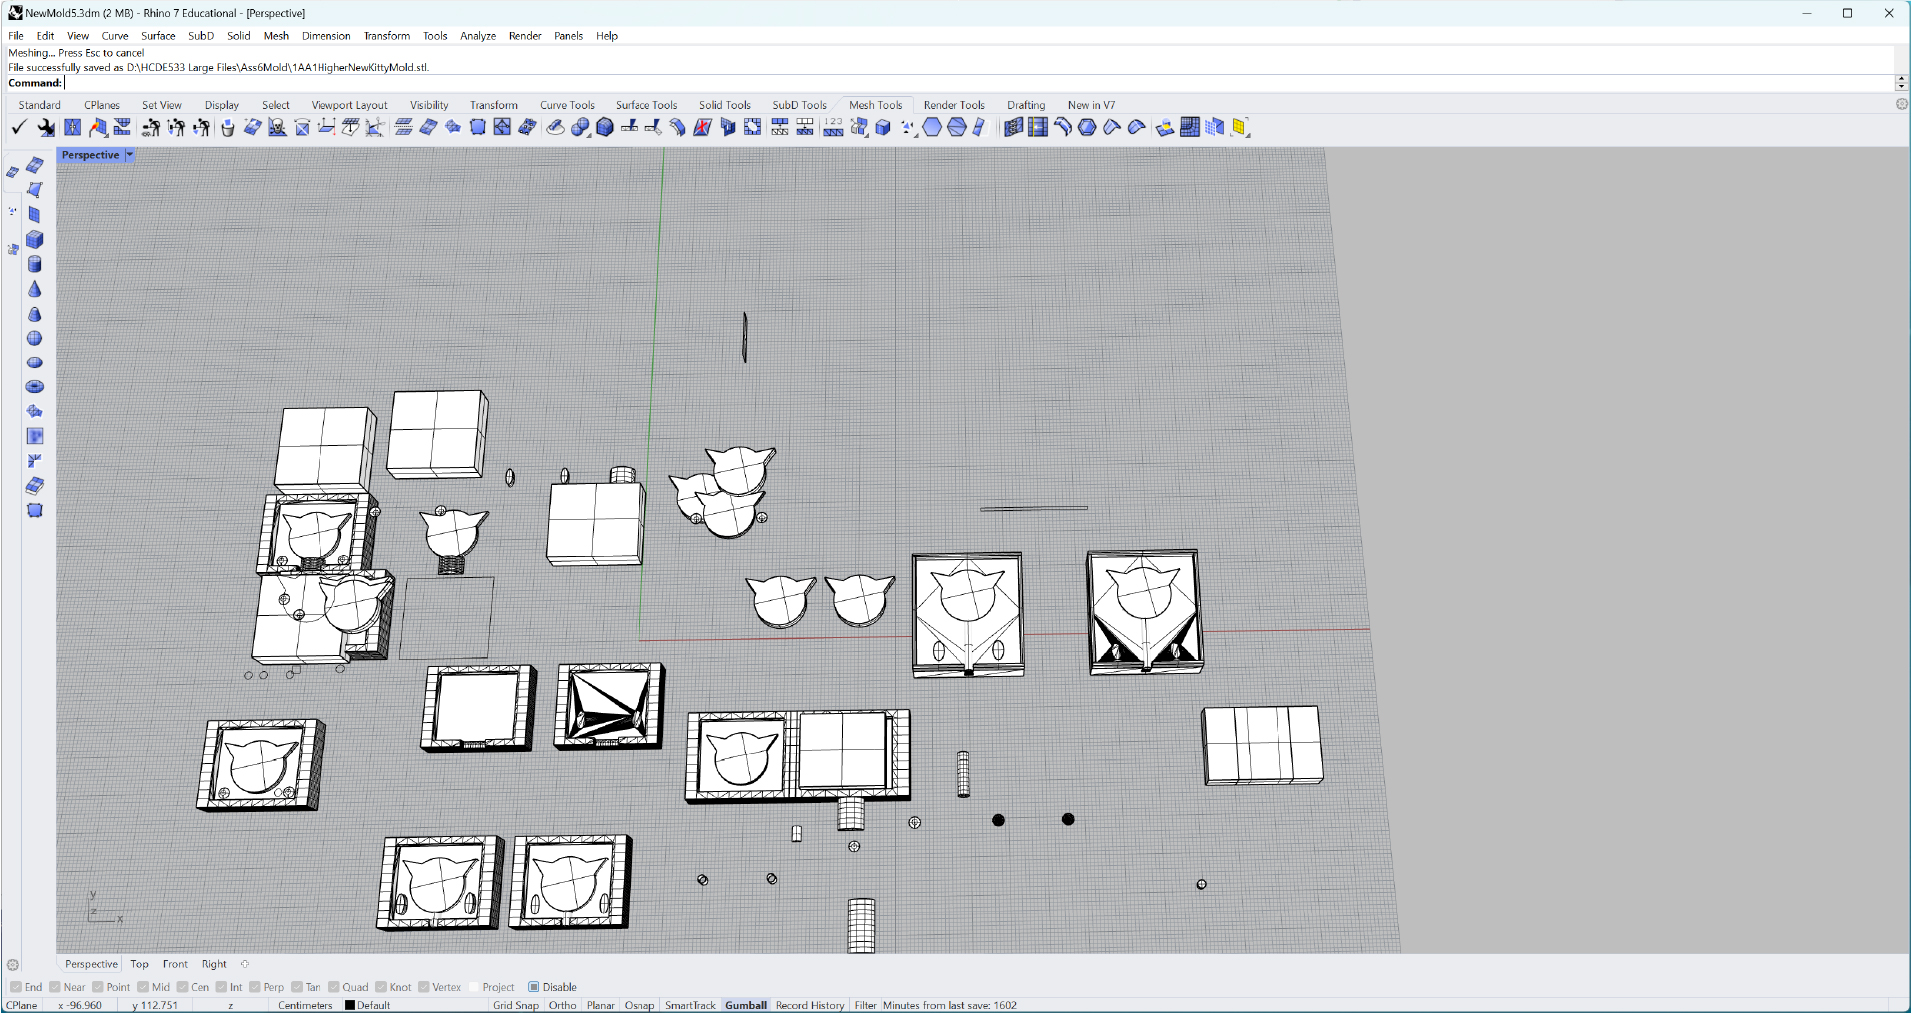 NewMold5.3dm (2 MB) - Rhino 7 Educational - [Perspective]
File Edit View Curve Surface SubD Solid Mesh Dimension Transform Tools Analyze Render Panels Help
Meshing... Press Esc to cancel
File successfully saved as D:\HCDE533 Large Files\Ass6Mold\1AA1HigherNewKittyMold.stl.
Command:
Standard CPlanes Set View Display Select Viewport Layout Visibility Transform Curve Tools Surface Tools Solid Tools SubD Tools Mesh Tools Render Tools Drafting New in V7
1 2 3
Perspective
y
z
x
Perspective Top Front Right
End Near Point Mid Cen Int Perp Tan Quad Knot Vertex Project Disable
CPlane x -96.960 y 112.751 z Centimeters Default Grid Snap Ortho Planar Osnap SmartTrack Gumball Record History Filter Minutes from last save: 1602